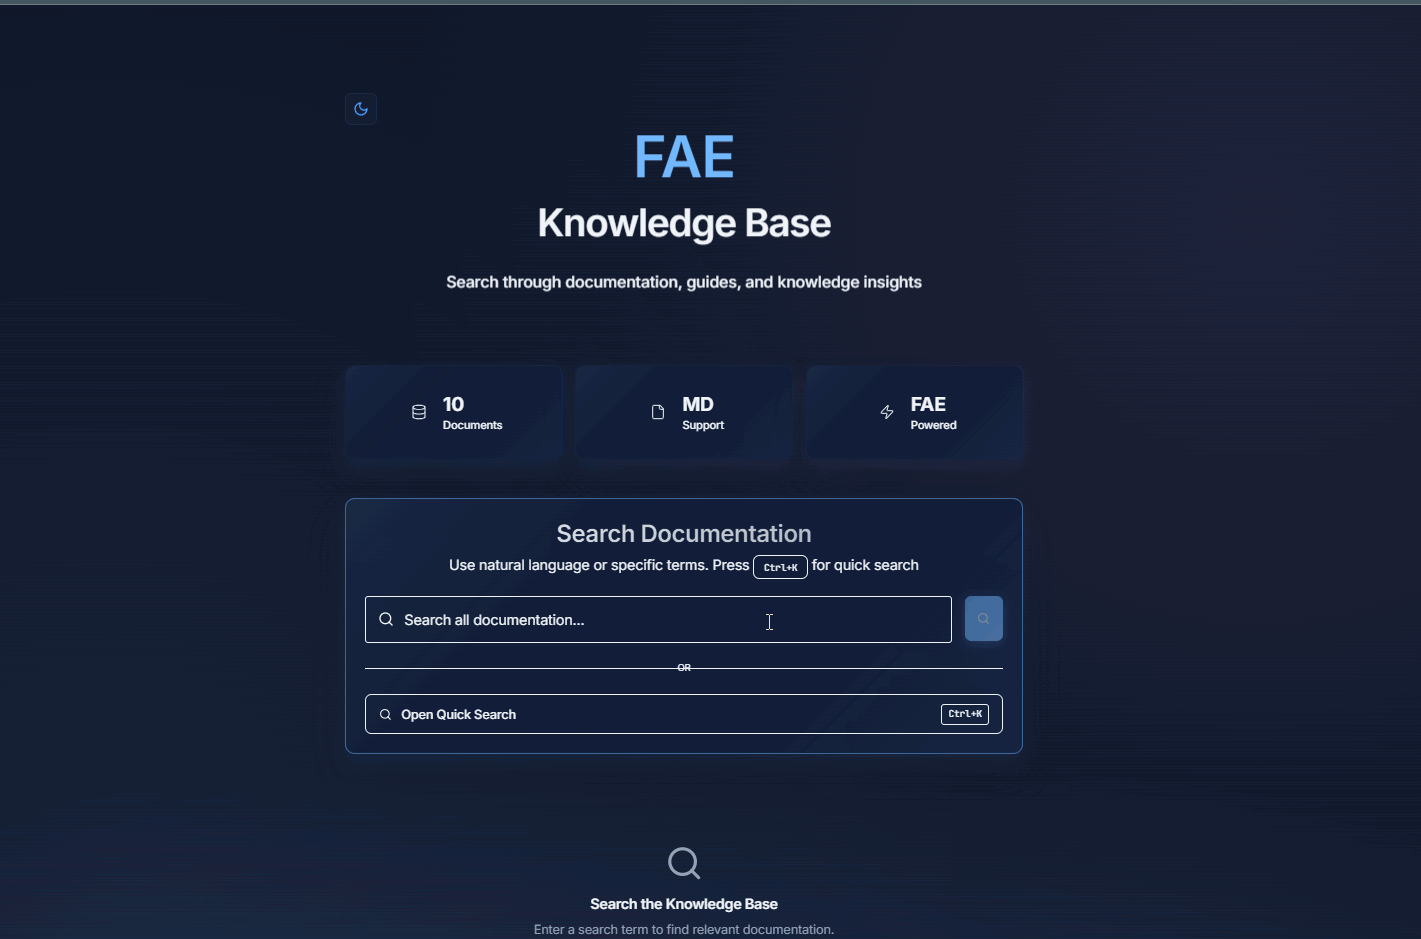 FAE
Knowledge Base
Search through documentation, guides, and knowledge insights
10
Documents
MD
Support
FAE
Powered
Search Documentation
Use natural language or specific terms. Press Ctrl+K for quick search
Search all documentation...
OR
Open Quick Search Ctrl+K
Search the Knowledge Base
Enter a search term to find relevant documentation.